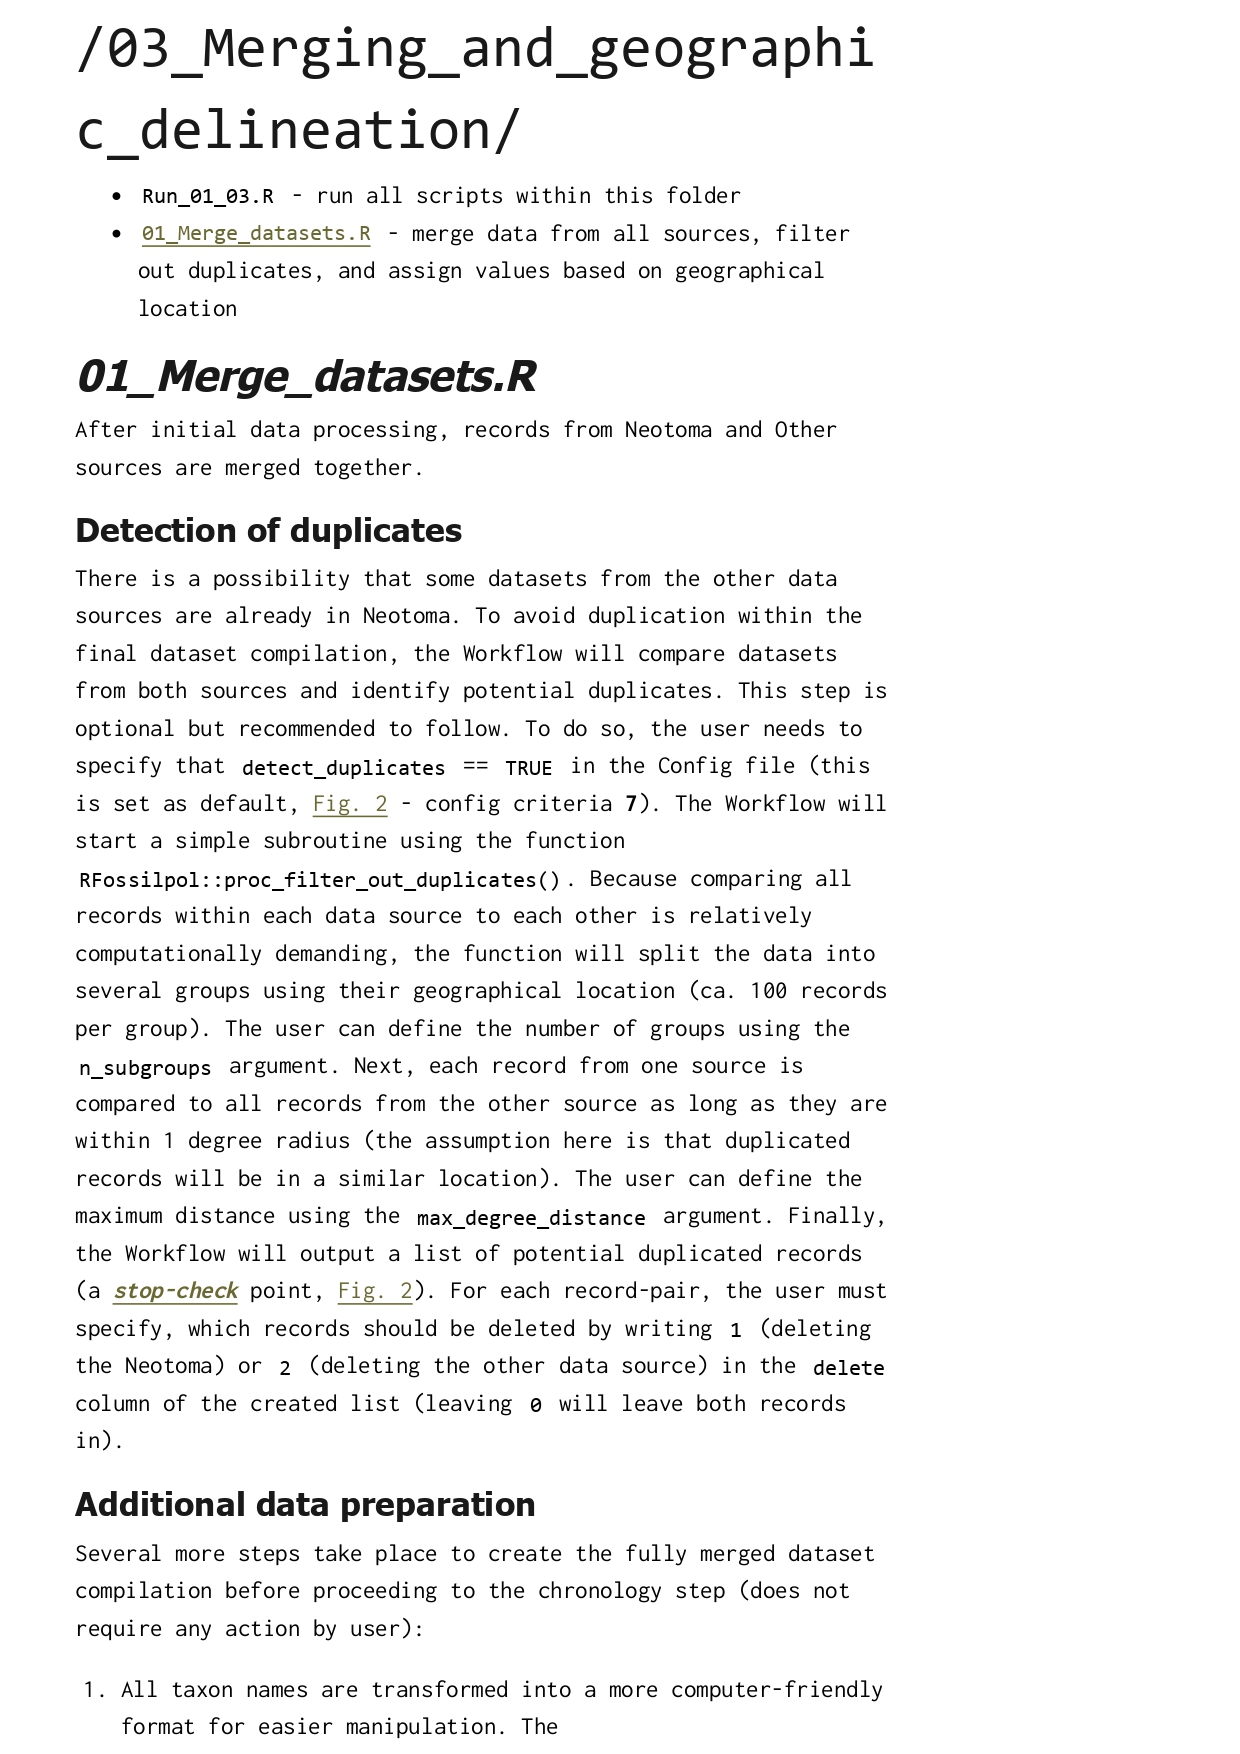 /03_Merging_and_geographi
c_delineation/
• Run_01_03.R - run all scripts within this folder
• 01_Merge_datasets.R - merge data from all sources, filter
out duplicates, and assign values based on geographical
location
01_Merge_datasets.R
After initial data processing, records from Neotoma and Other
sources are merged together.
Detection of duplicates
There is a possibility that some datasets from the other data
sources are already in Neotoma. To avoid duplication within the
final dataset compilation, the Workflow will compare datasets
from both sources and identify potential duplicates. This step is
optional but recommended to follow. To do so, the user needs to
specify that detect_duplicates == TRUE in the Config file (this
is set as default, Fig. 2 - config criteria 7). The Workflow will
start a simple subroutine using the function
RFossilpol::proc_filter_out_duplicates(). Because comparing all
records within each data source to each other is relatively
computationally demanding, the function will split the data into
several groups using their geographical location (ca. 100 records
per group). The user can define the number of groups using the
n_subgroups argument. Next, each record from one source is
compared to all records from the other source as long as they are
within 1 degree radius (the assumption here is that duplicated
records will be in a similar location). The user can define the
maximum distance using the max_degree_distance argument. Finally,
the Workflow will output a list of potential duplicated records
(a stop-check point, Fig. 2). For each record-pair, the user must
specify, which records should be deleted by writing 1 (deleting
the Neotoma) or 2 (deleting the other data source) in the delete
column of the created list (leaving 0 will leave both records
in).
Additional data preparation
Several more steps take place to create the fully merged dataset
compilation before proceeding to the chronology step (does not
require any action by user):
1. All taxon names are transformed into a more computer-friendly
format for easier manipulation. The